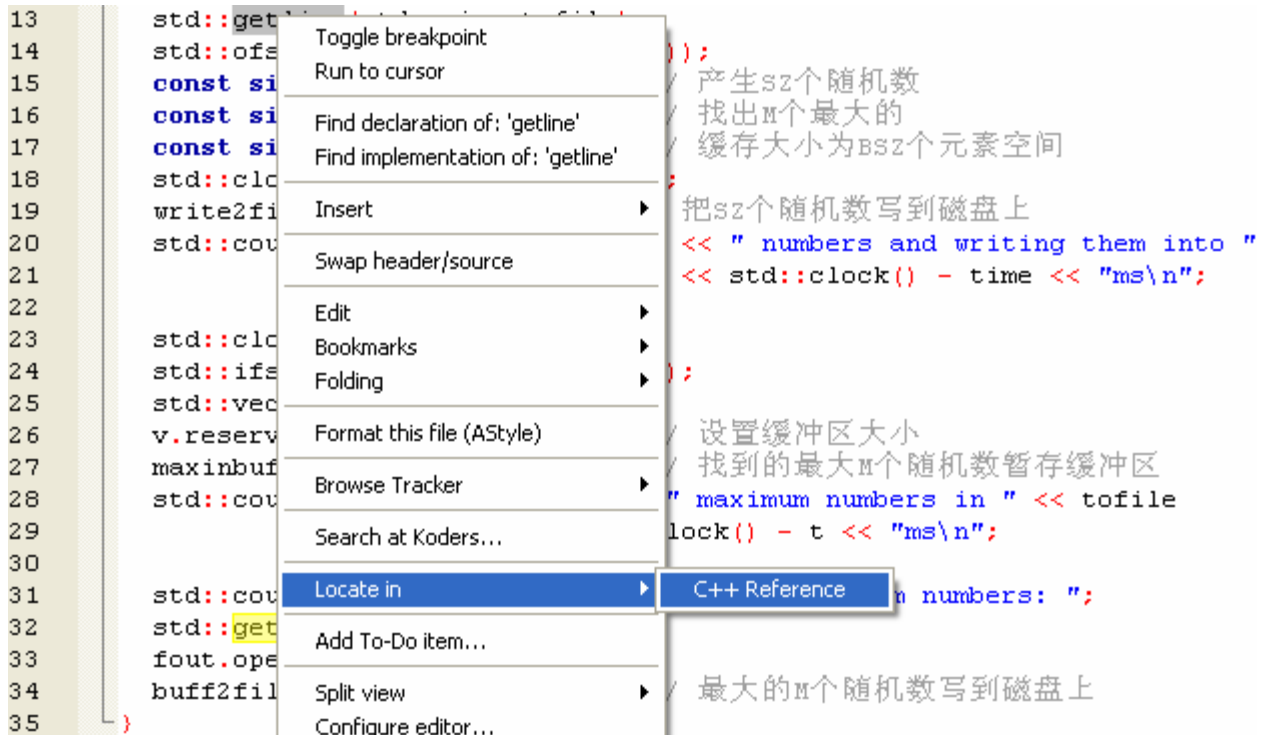 13 std::get
14 std::ofs ));
15 const si / 产生SZ个随机数
16 const si / 找出M个最大的
17 const si / 缓存大小为BSZ个元素空间
18 std::clo ;
19 write2fi 把SZ个随机数写到磁盘上
20 std::cou << " numbers and writing them into "
21 << std::clock() - time << "ms\n";
22
23 std::clo
24 std::ifs );
25 std::vec
26 v.reserv / 设置缓冲区大小
27 maxinbuf / 找到的最大M个随机数暂存缓冲区
28 std::cou " maximum numbers in " << tofile
29 lock() - t << "ms\n";
30
31 std::cou m numbers: ";
32 std::get
33 fout.ope
34 buff2fil / 最大的M个随机数写到磁盘上
35 }
Toggle breakpoint
Run to cursor
Find declaration of: 'getline'
Find implementation of: 'getline'
Insert
Swap header/source
Edit
Bookmarks
Folding
Format this file (AStyle)
Browse Tracker
Search at Koders...
Locate in
C++ Reference
Add To-Do item...
Split view
Configure editor...